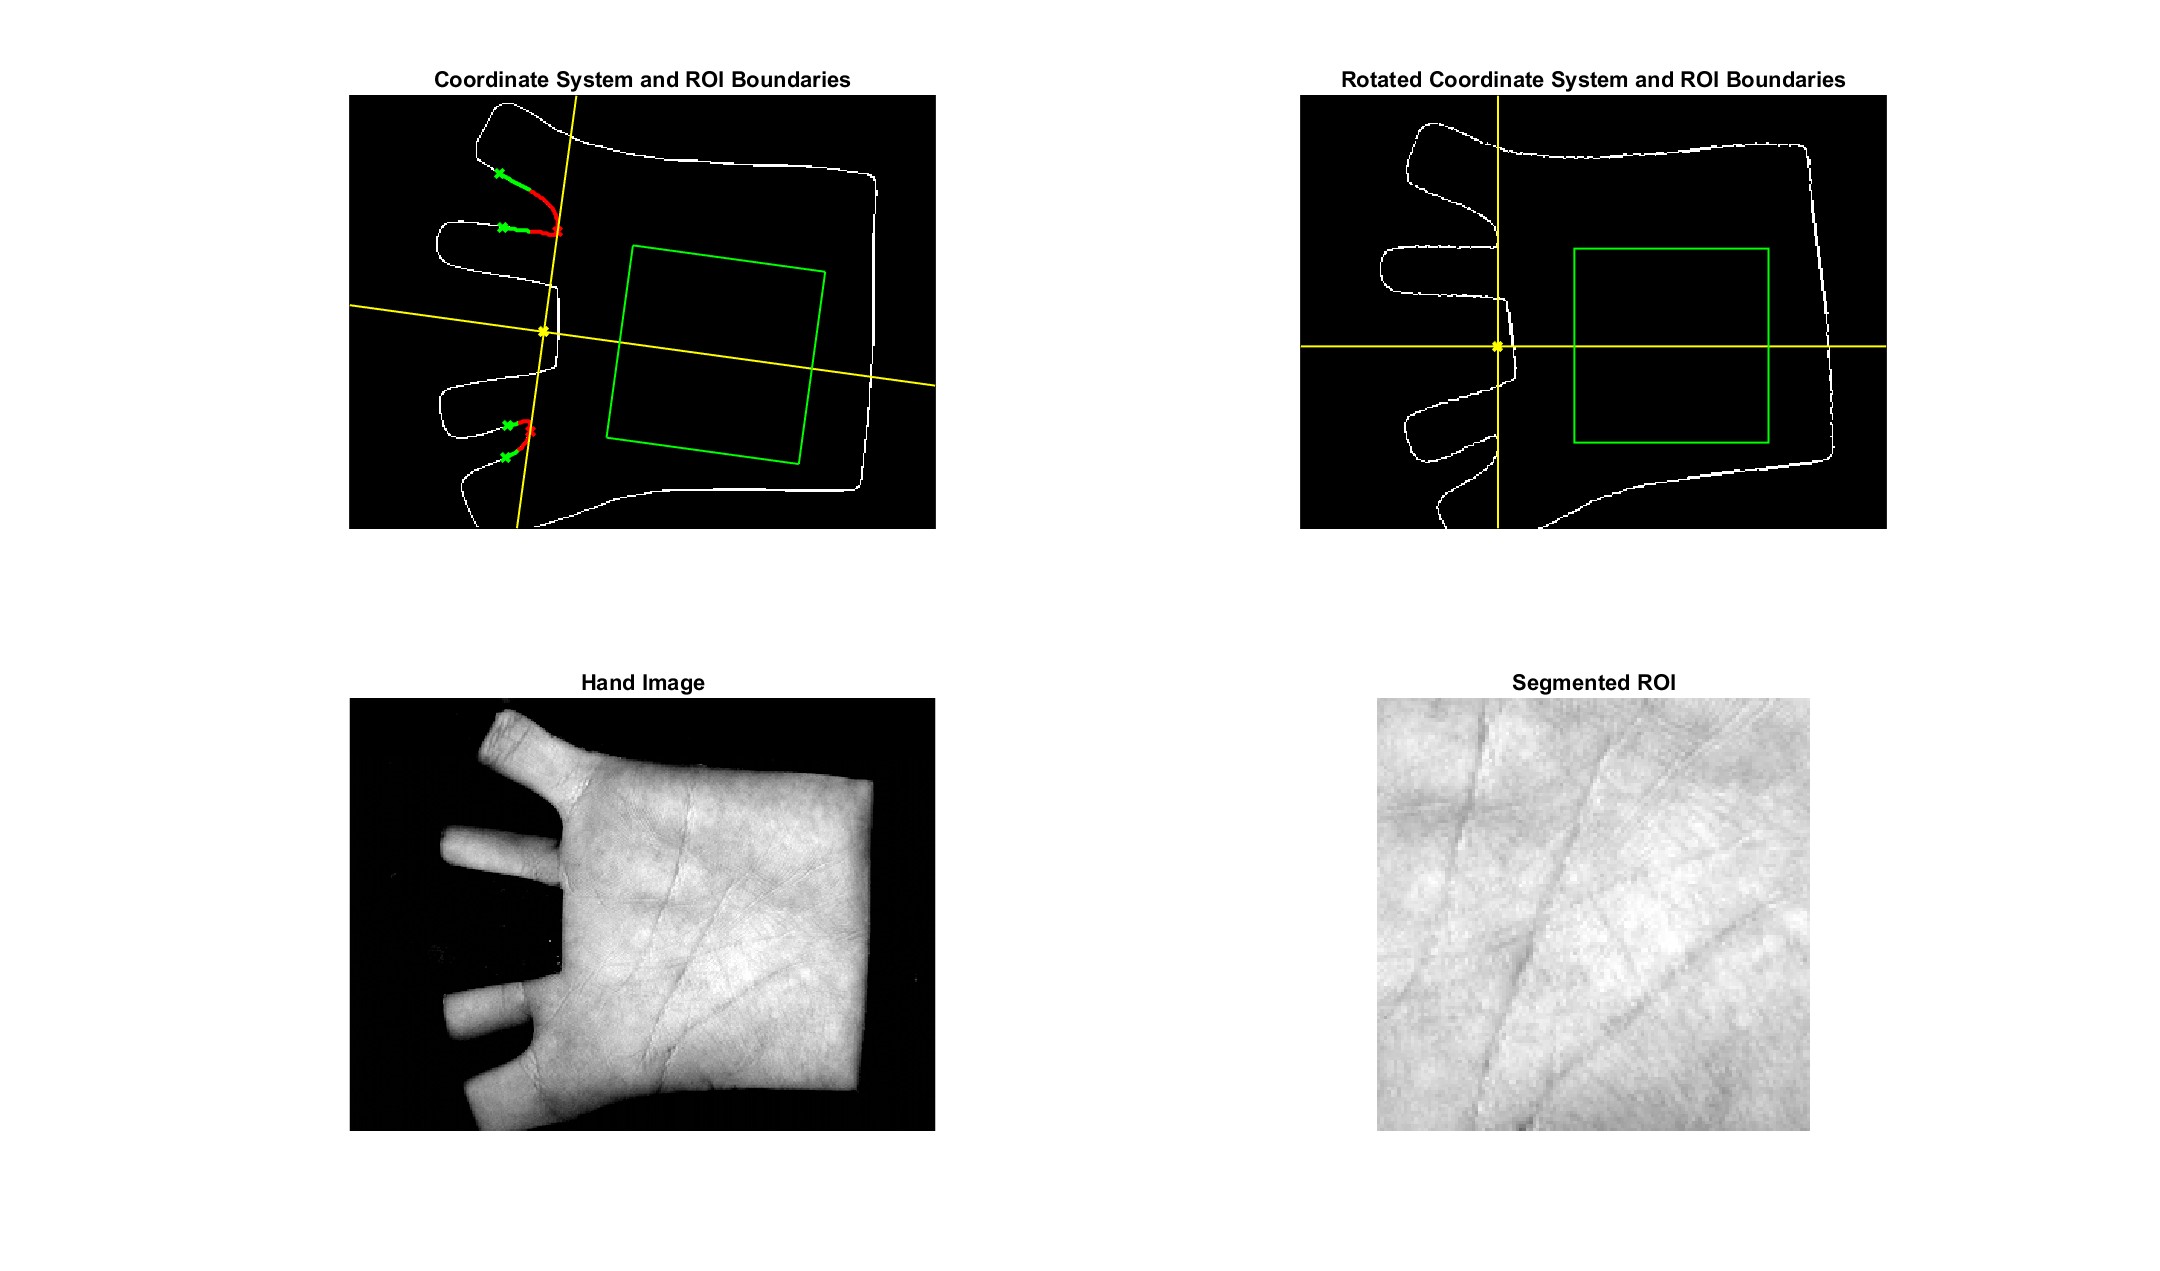 Coordinate System and ROI Boundaries
Rotated Coordinate System and ROI Boundaries
Hand Image
Segmented ROI